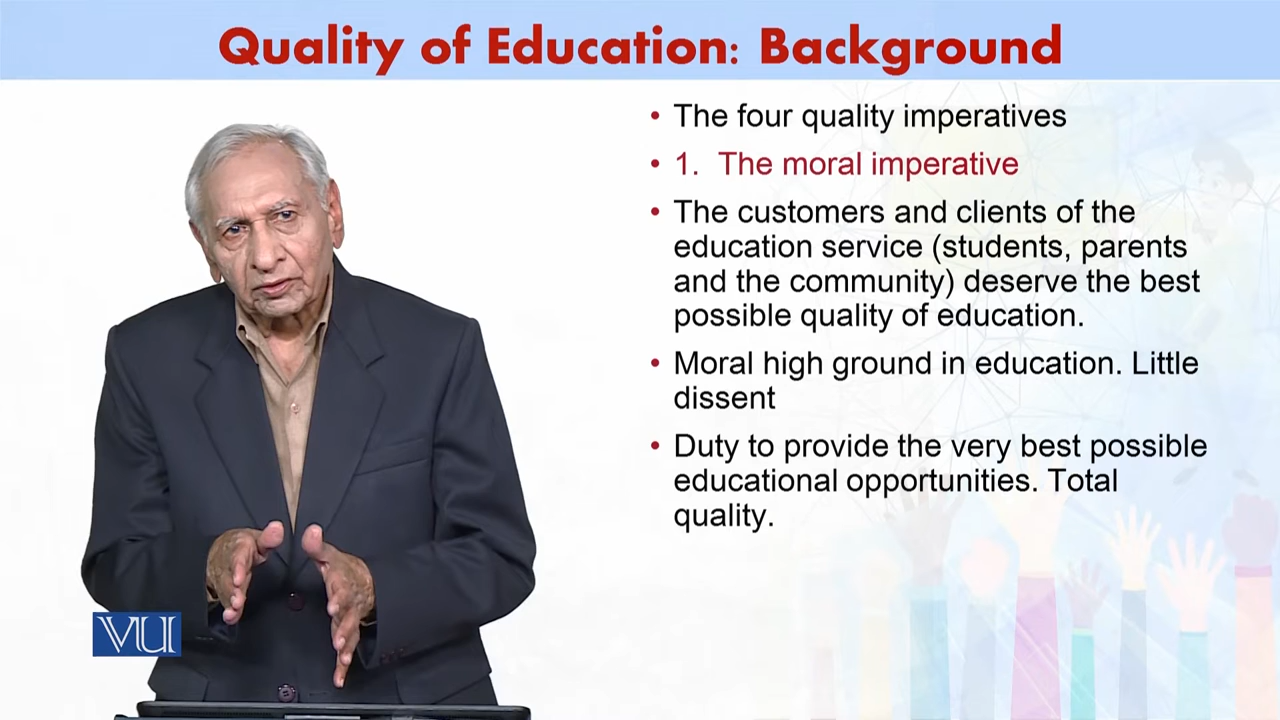 Quality of Education: Background
• The four quality imperatives
• 1. The moral imperative
• The customers and clients of the
education service (students, parents
and the community) deserve the best
possible quality of education.
• Moral high ground in education. Little
dissent
• Duty to provide the very best possible
educational opportunities. Total
quality.
VU